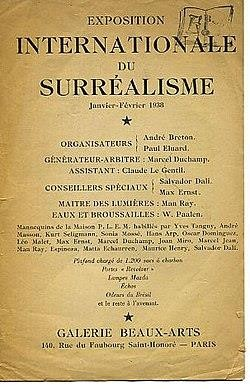 EXPOSITION
INTERNATIONALE
DU
SURRÉALISME
Janvier-Février 1938
★
ORGANISATEURS { André Breton.
Paul Eluard.
GÉNÉRATEUR-ARBITRE : Marcel Duchamp.
ASSISTANT : Claude Le Gentil.
CONSEILLERS SPÉCIAUX { Salvador Dali.
Max Ernst.
MAITRE DES LUMIÈRES : Man Ray.
EAUX ET BROUSSAILLES : W. Paalen.
Mannequins de la Maison P. L. E. M. habillés par Yves Tanguy, André
Masson, Kurt Seligmann, Sonia Mossé, Hans Arp, Oscar Dominguez,
Léo Malet, Max Ernst, Marcel Duchamp, Joan Miro, Marcel Jean,
Man Ray, Espinoza, Matta Echaurren, Maurice Henry, Salvador Dali.
Plafond chargé de 1.200 sacs à charbon
Portes « Revolver »
Lampes Mazda
Échos
Odeurs du Brésil
et le reste à l'avenant.
★
GALERIE BEAUX-ARTS
140, Rue du Faubourg Saint-Honoré — PARIS